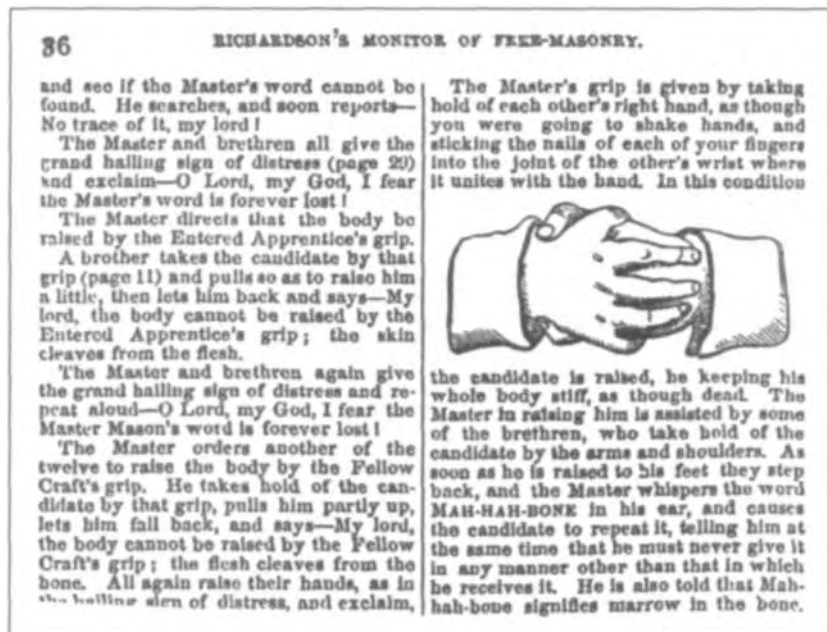 36
RICHARDSON'S MONITOR OF FREE-MASONRY.
and see if the Master's word cannot be
found. He searches, and soon reports—
No trace of it, my lord!
The Master and brethren all give the
grand hailing sign of distress (page 29)
and exclaim—O Lord, my God, I fear
the Master's word is forever lost!
The Master directs that the body be
raised by the Entered Apprentice's grip.
A brother takes the candidate by that
grip (page 11) and pulls so as to raise him
a little, then lets him back and says—My
lord, the body cannot be raised by the
Entered Apprentice's grip; the skin
cleaves from the flesh.
The Master and brethren again give
the grand hailing sign of distress and re-
peat aloud—O Lord, my God, I fear the
Master Mason's word is forever lost!
The Master orders another of the
twelve to raise the body by the Fellow
Craft's grip. He takes hold of the can-
didate by that grip, pulls him partly up,
lets him fall back, and says—My lord,
the body cannot be raised by the Fellow
Craft's grip; the flesh cleaves from the
bone. All again raise their hands, as in
the hailing sign of distress, and exclaim,
The Master's grip is given by taking
hold of each other's right hand, as though
you were going to shake hands, and
sticking the nails of each of your fingers
into the joint of the other's wrist where
it unites with the hand. In this condition
the candidate is raised, he keeping his
whole body stiff, as though dead. The
Master in raising him is assisted by some
of the brethren, who take hold of the
candidate by the arms and shoulders. As
soon as he is raised to his feet they step
back, and the Master whispers the word
MAH-HAH-BONE in his ear, and causes
the candidate to repeat it, telling him at
the same time that he must never give it
in any manner other than that in which
he receives it. He is also told that Mah-
hah-bone signifies marrow in the bone.